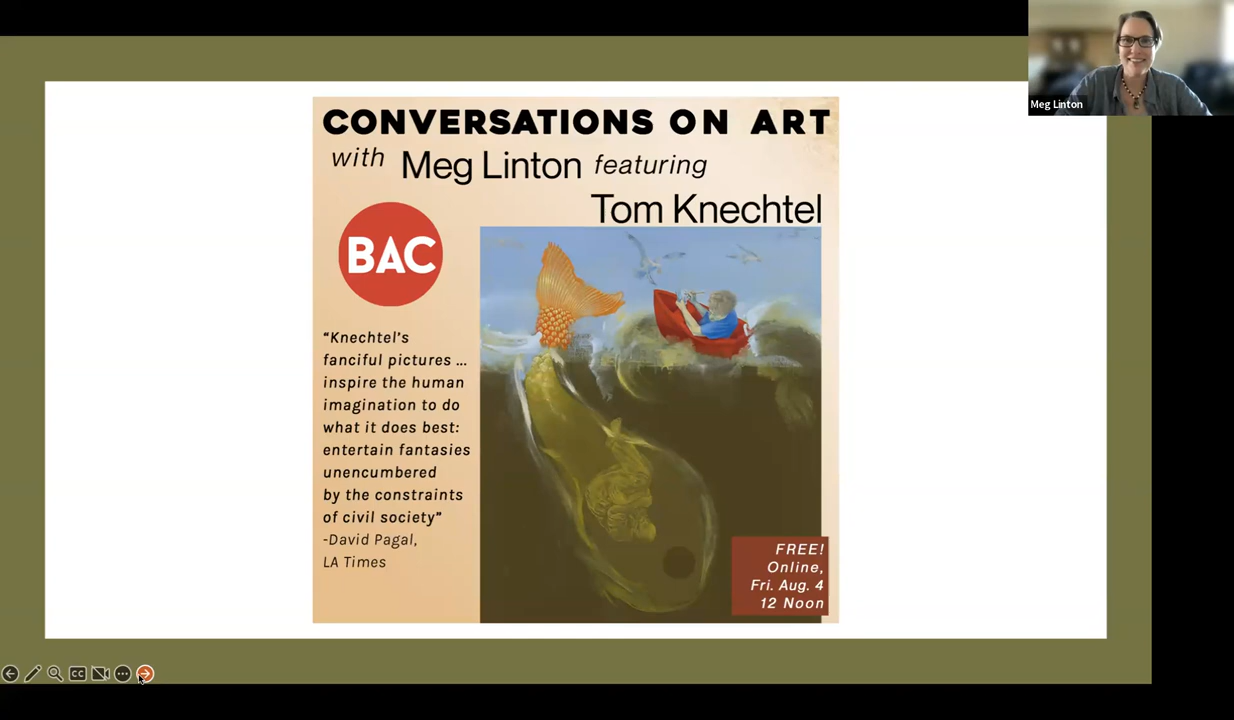 CONVERSATIONS ON ART
with Meg Linton featuring
Tom Knechtel
BAC
“Knechtel’s
fanciful pictures ...
inspire the human
imagination to do
what it does best:
entertain fantasies
unencumbered
by the constraints
of civil society”
-David Pagal,
LA Times
FREE!
Online,
Fri. Aug. 4
12 Noon
Meg Linton
CC